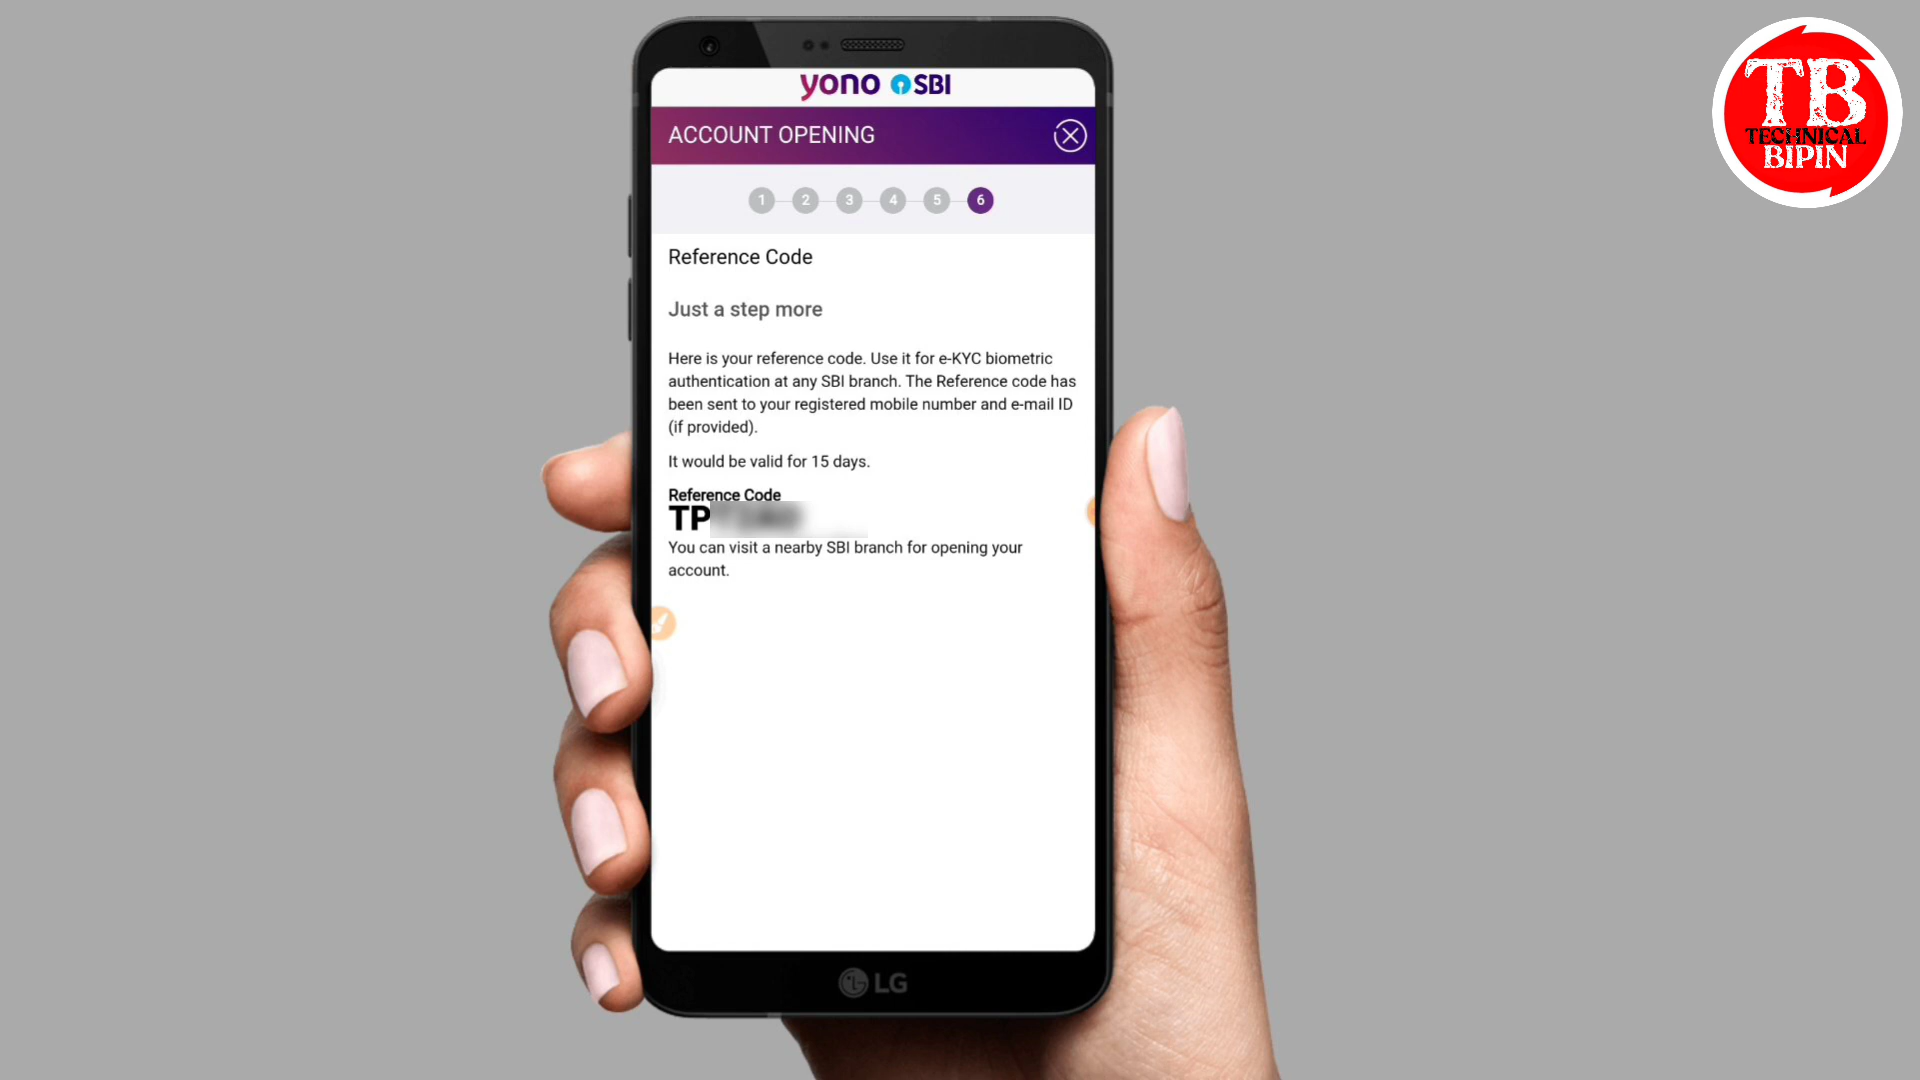 yono SBI
ACCOUNT OPENING
1 2 3 4 5 6
Reference Code
Just a step more
Here is your reference code. Use it for e-KYC biometric
authentication at any SBI branch. The Reference code has
been sent to your registered mobile number and e-mail ID
(if provided).
It would be valid for 15 days.
Reference Code
TP
You can visit a nearby SBI branch for opening your
account.
LG
TB
TECHNICAL
BIPIN